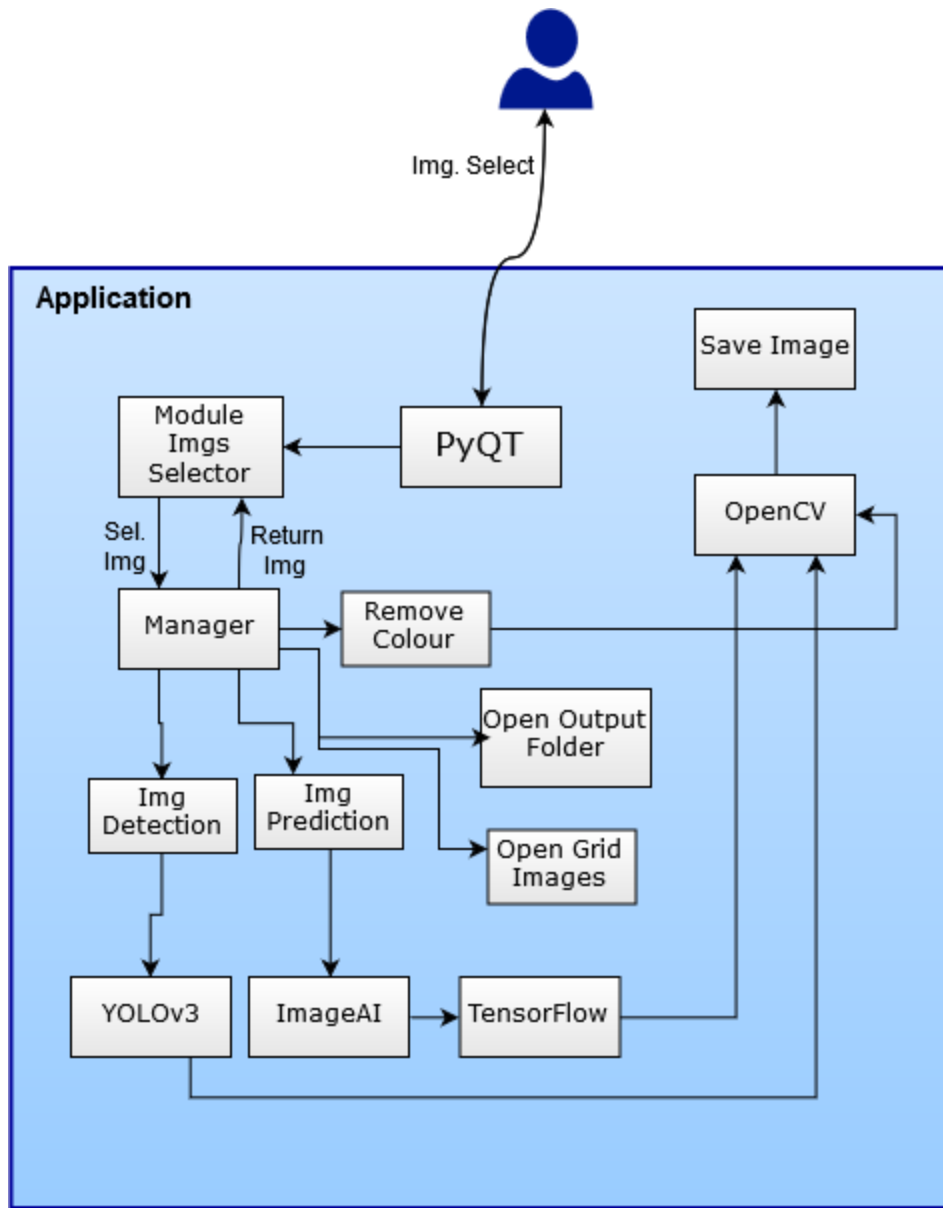 Img. Select
Application
Save Image
Module
Imgs
Selector
PyQT
OpenCV
Sel.
Img
Return
Img
Manager
Remove
Colour
Open Output
Folder
Img
Detection
Img
Prediction
Open Grid
Images
YOLOv3
ImageAI
TensorFlow